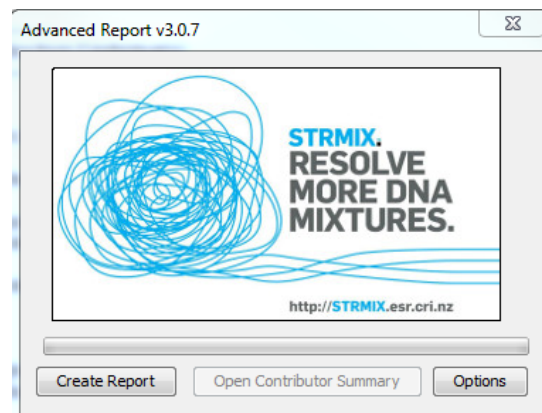 Advanced Report v3.0.7
STRMIX.
RESOLVE
MORE DNA
MIXTURES.
http://STRMIX.esr.cri.nz
Create Report
Open Contributor Summary
Options